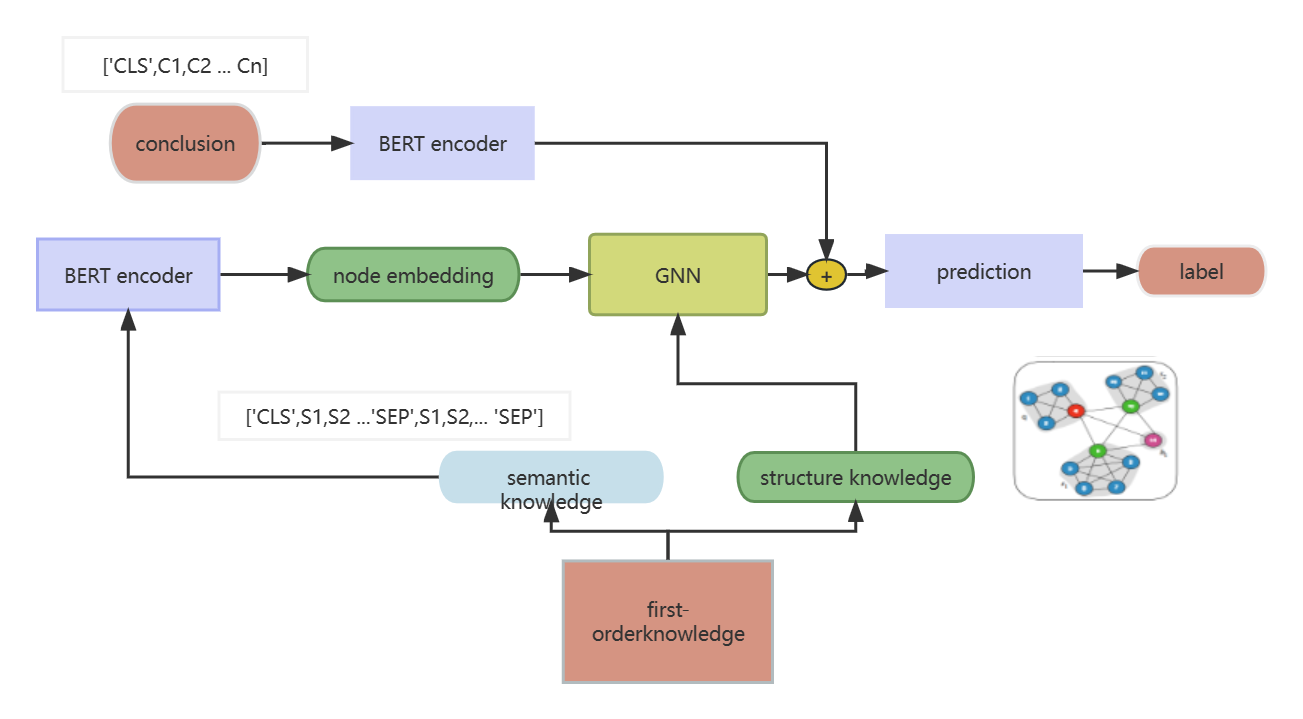 ['CLS',C1,C2 ... Cn]
conclusion
BERT encoder
BERT encoder
node embedding
GNN
+
prediction
label
['CLS',S1,S2 ...'SEP',S1,S2,... 'SEP']
semantic
knowledge
structure knowledge
first-
orderknowledge